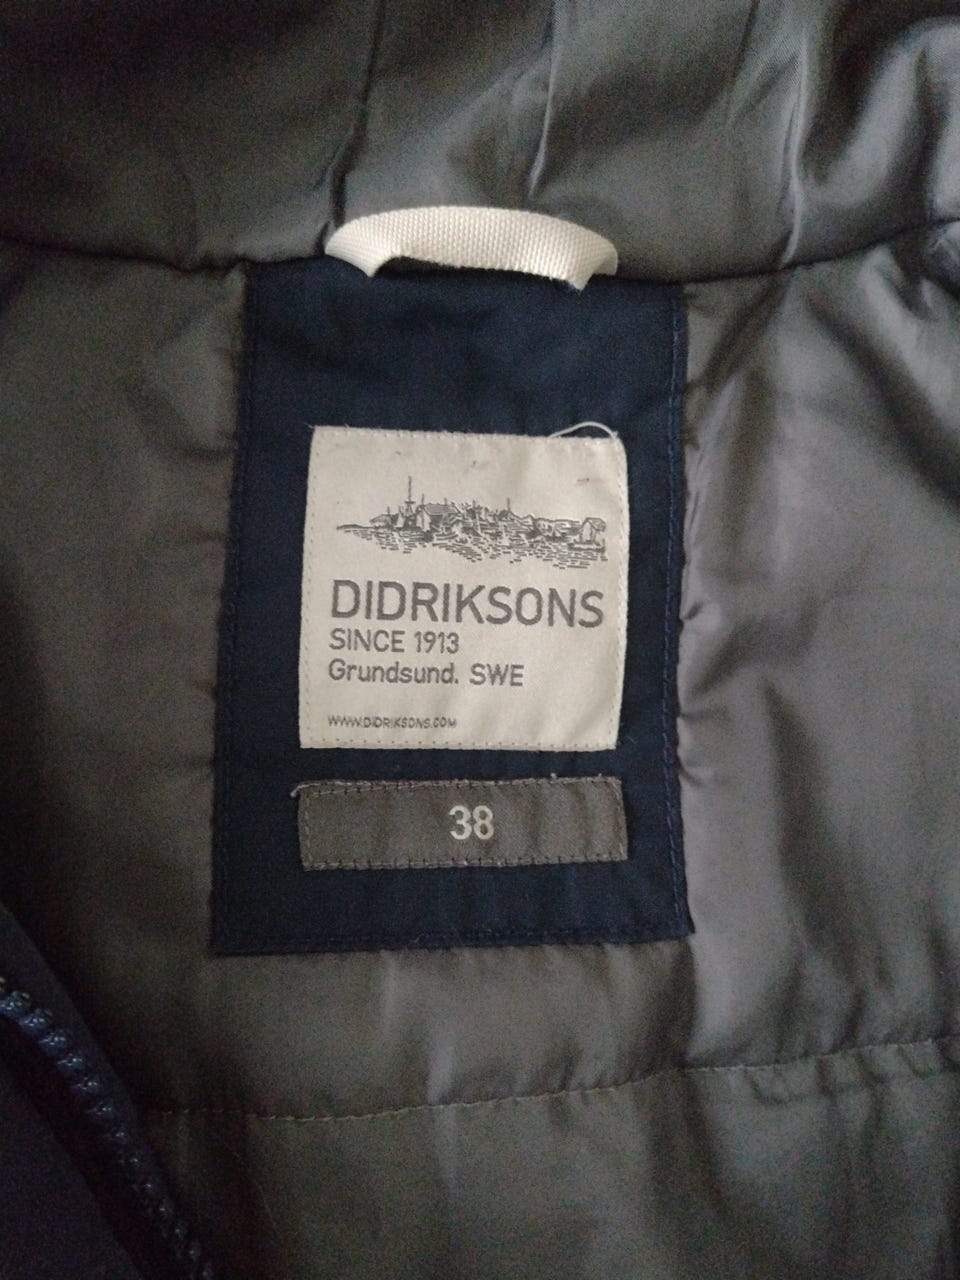 DIDRIKSONS
SINCE 1913
Grundsund. SWE
WWW.DIDRIKSONS.COM
38